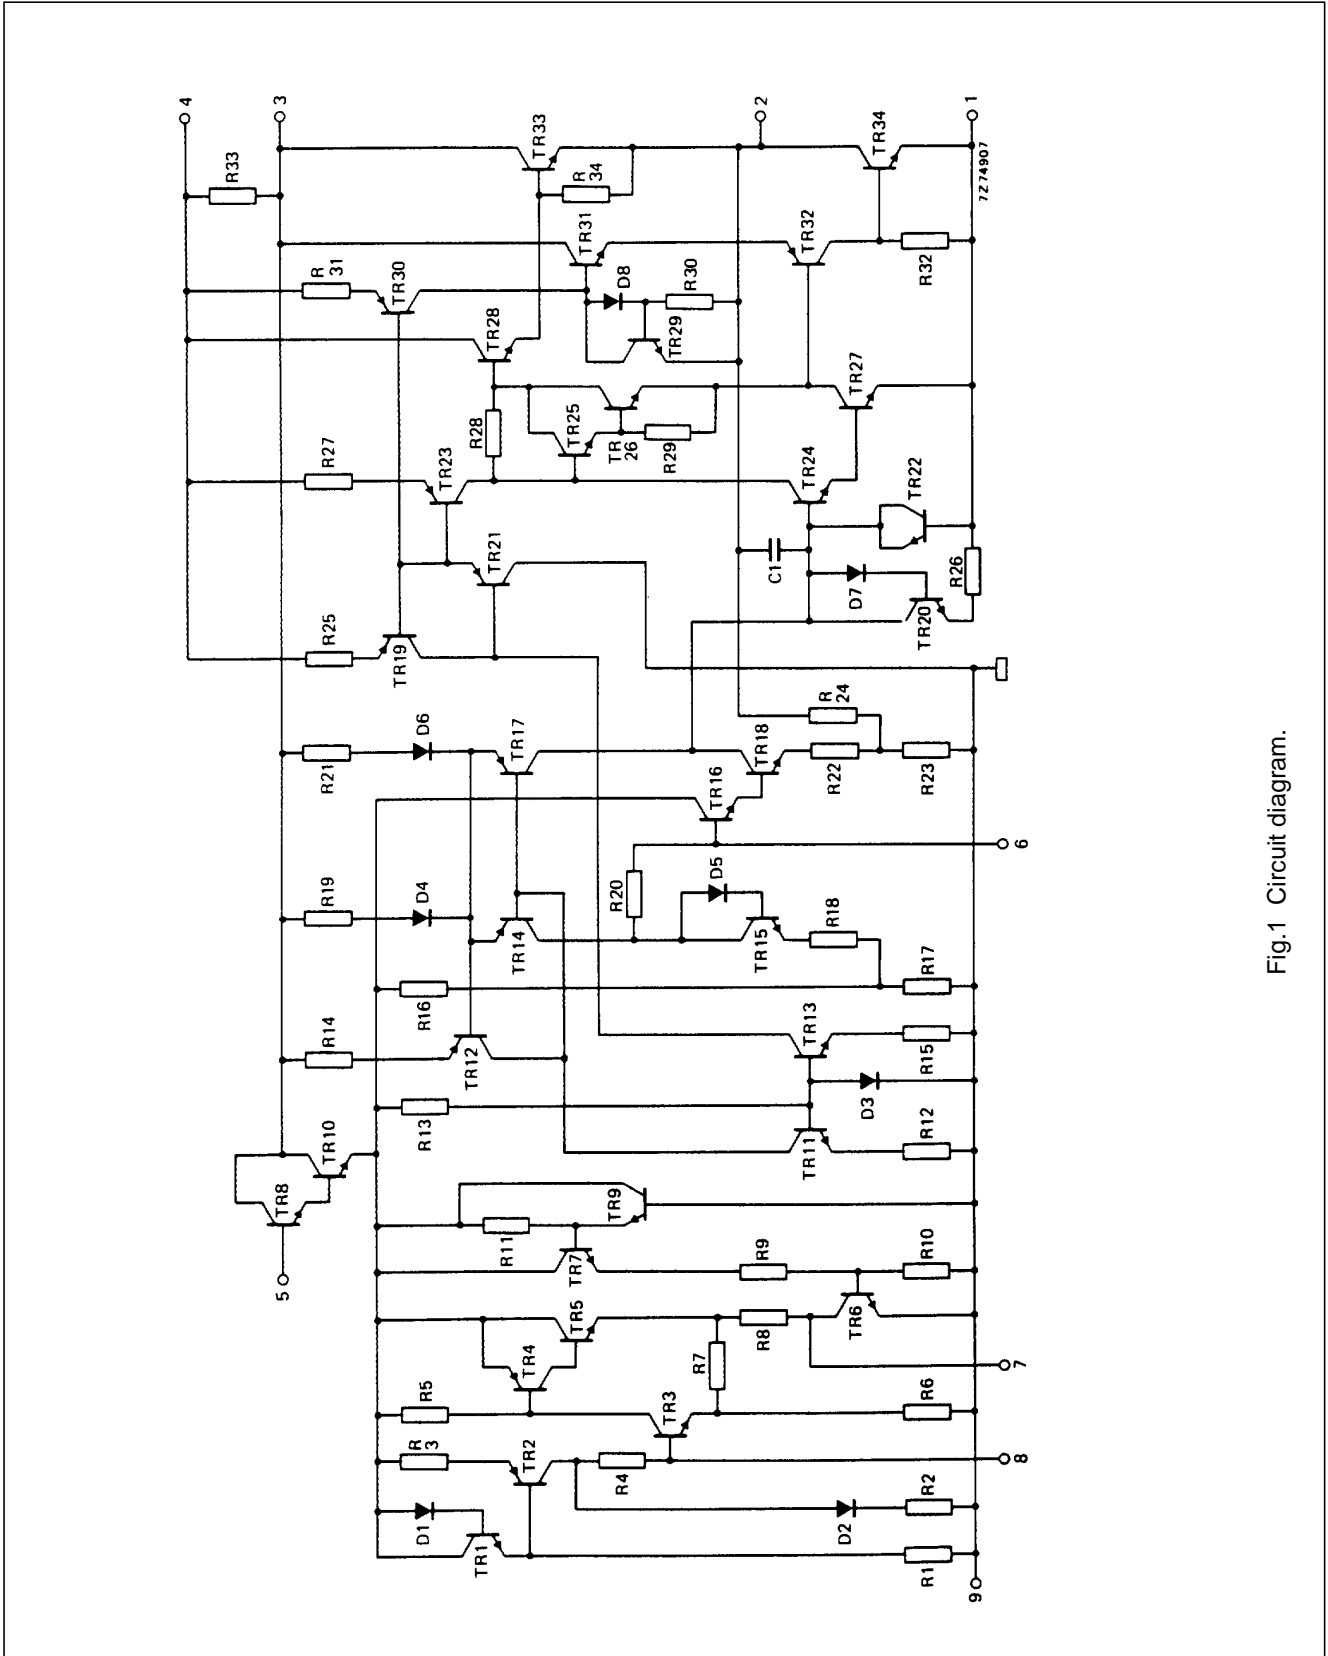 4
3
2
1
R33
R 31
TR30
R27
R25
TR19
TR23
TR21
R28
TR28
TR33
R 34
TR31
D8
R30
TR29
TR25
TR 26
R29
TR32
TR34
R32
7Z74907
TR27
TR24
TR22
C1
D7
TR20
R26
R21
D6
TR17
R19
D4
TR14
R14
TR12
R16
R13
R20
D5
TR15
R18
TR16
TR18
R22
R 24
R23
6
R17
TR13
R15
D3
TR11
R12
TR8
TR10
5
R11
TR9
TR7
R9
R10
TR5
TR4
R5
R7
R8
TR6
7
R 3
TR2
TR3
R4
R6
8
D1
TR1
D2
R2
R1
9
Fig.1 Circuit diagram.